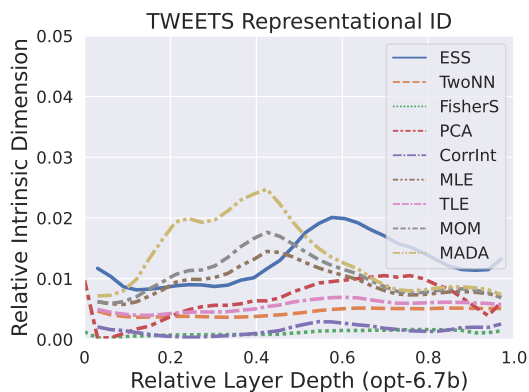 TWEETS Representational ID
Relative Intrinsic Dimension
0.05
0.04
0.03
0.02
0.01
0.00
ESS
TwoNN
FisherS
PCA
CorrInt
MLE
TLE
MOM
MADA
0 0.2 0.4 0.6 0.8 1.0
Relative Layer Depth (opt-6.7b)